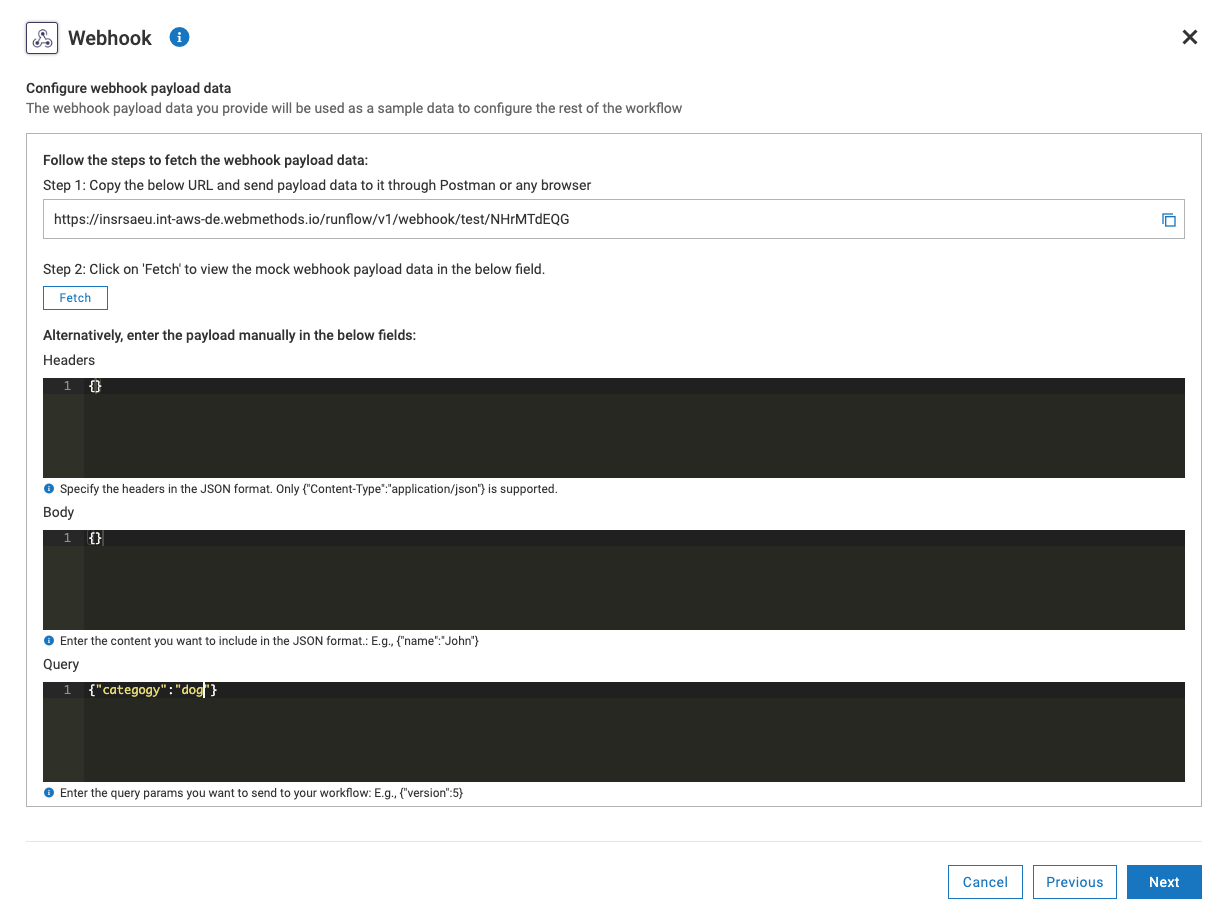 Webhook
Configure webhook payload data
The webhook payload data you provide will be used as a sample data to configure the rest of the workflow
Follow the steps to fetch the webhook payload data:
Step 1: Copy the below URL and send payload data to it through Postman or any browser
https://insrsaeu.int-aws-de.webmethods.io/runflow/v1/webhook/test/NHrMTdEQG
Step 2: Click on 'Fetch' to view the mock webhook payload data in the below field.
Fetch
Alternatively, enter the payload manually in the below fields:
Headers
1 {}
Specify the headers in the JSON format. Only {"Content-Type":"application/json"} is supported.
Body
1 {}
Enter the content you want to include in the JSON format.: E.g., {"name":"John"}
Query
1 {"categogy":"dog"}
Enter the query params you want to send to your workflow: E.g., {"version":5}
Cancel Previous Next